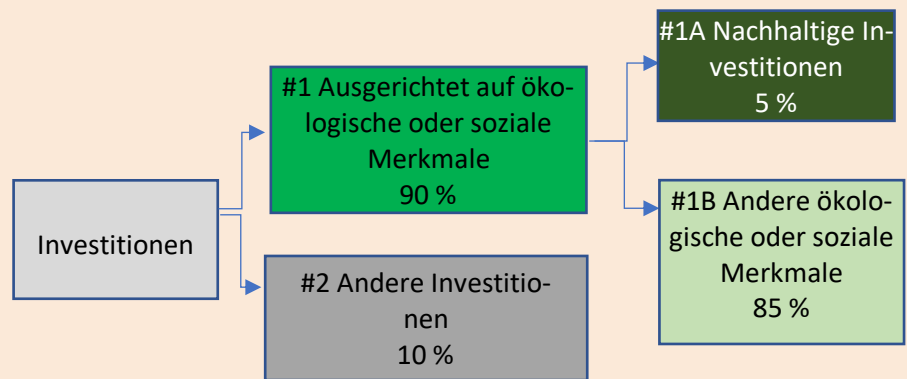 Investitionen
#1 Ausgerichtet auf öko-
logische oder soziale
Merkmale
90 %
#2 Andere Investitio-
nen
10 %
#1A Nachhaltige In-
vestitionen
5 %
#1B Andere ökolo-
gische oder soziale
Merkmale
85 %